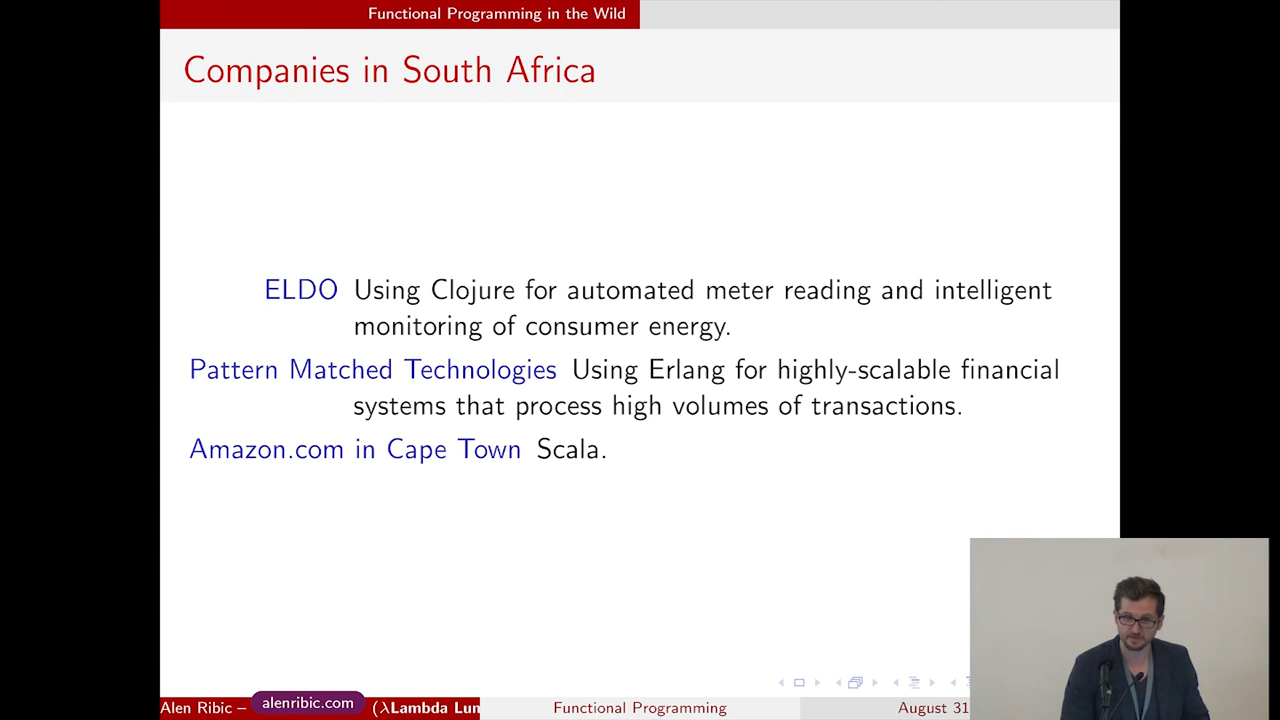 Functional Programming in the Wild
Companies in South Africa
ELDO Using Clojure for automated meter reading and intelligent
monitoring of consumer energy.
Pattern Matched Technologies Using Erlang for highly-scalable financial
systems that process high volumes of transactions.
Amazon.com in Cape Town Scala.
Alen Ribic – alenribic.com (λLambda Lun Functional Programming August 31